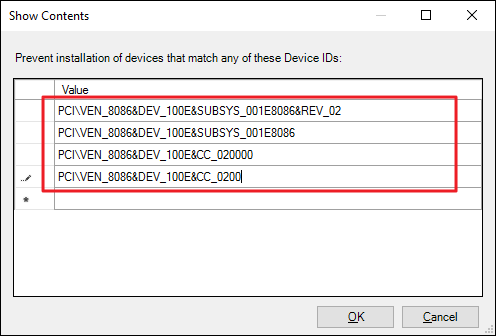 Show Contents
Prevent installation of devices that match any of these Device IDs:
Value
PCI\VEN_8086&DEV_100E&SUBSYS_001E8086&REV_02
PCI\VEN_8086&DEV_100E&SUBSYS_001E8086
PCI\VEN_8086&DEV_100E&CC_020000
PCI\VEN_8086&DEV_100E&CC_0200
*
OK
Cancel